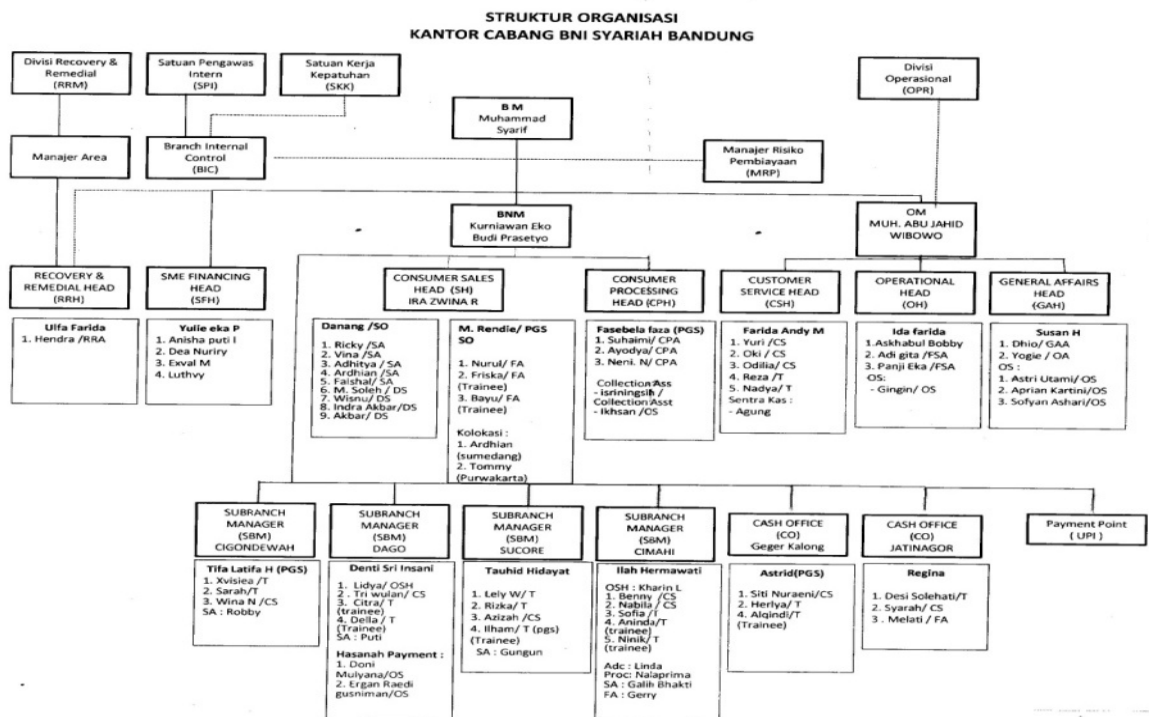 STRUKTUR ORGANISASI
KANTOR CABANG BNI SYARIAH BANDUNG
Divisi Recovery &
Remedial
(RRM)
Satuan Pengawas
Intern
(SPI)
Satuan Kerja
Kepatuhan
(SKK)
Divisi
Operasional
(OPR)
B M
Muhammad
Syarif
Manajer Area
Branch Internal
Control
(BIC)
Manajer Risiko
Pembiayaan
(MRP)
BNM
Kurniawan Eko
Budi Prasetyo
OM
MUH. ABU JAHID
WIBOWO
RECOVERY &
REMEDIAL HEAD
(RRH)
SME FINANCING
HEAD
(SFH)
CONSUMER SALES
HEAD (SH)
IRA ZWINA R
CONSUMER
PROCESSING
HEAD (CPH)
CUSTOMER
SERVICE HEAD
(CSH)
OPERATIONAL
HEAD
(OH)
GENERAL AFFAIRS
HEAD
(GAH)
Ulfa Farida
1. Hendra /RRA
Yulie eka P
1. Anisha puti I
2. Dea Nuriry
3. Exval M
4. Luthvy
Danang /SO
1. Ricky /SA
2. Vina /SA
3. Adhitya / SA
4. Ardhian /SA
5. Faishal/ SA
6. M. Soleh / DS
7. Wisnu/ DS
8. Indra Akbar/DS
9. Akbar/ DS
M. Rendie/ PGS
SO
1. Nurul/ FA
2. Friska/ FA
(Trainee)
3. Bayu/ FA
(Trainee)
Kolokasi :
1. Ardhian
(sumedang)
2. Tommy
(Purwakarta)
Fasebela faza (PGS)
1. Suhaimi/ CPA
2. Ayodya/ CPA
3. Neni. N/ CPA
Collection Ass
- isriningsih /
Collection Asst
- Ikhsan /OS
Farida Andy M
1. Yuri / CS
2. Oki / CS
3. Odilia/ CS
4. Reza / T
5. Nadya/ T
Sentra Kas :
- Agung
Ida farida
1.Askhabul Bobby
2. Adi gita /FSA
3. Panji Eka /FSA
OS:
- Gingin/ OS
Susan H
1. Dhio/ GAA
2. Yogie / OA
OS :
1. Astri Utami/ OS
2. Aprian Kartini/OS
3. Sofyan Ashari/OS
SUBRANCH
MANAGER
(SBM)
CIGONDEWAH
SUBRANCH
MANAGER
(SBM)
DAGO
SUBRANCH
MANAGER
(SBM)
SUCORE
SUBRANCH
MANAGER
(SBM)
CIMAHI
CASH OFFICE
(CO)
Geger Kalong
CASH OFFICE
(CO)
JATINAGOR
Payment Point
( UPI )
Tifa Latifa H (PGS)
1. Xvisiea /T
2. Sarah/T
3. Wina N /CS
SA : Robby
Denti Sri Insani
1. Lidya/ OSH
2 . Tri wulan/ CS
3. Citra/ T
(trainee)
4. Della / T
(Trainee)
SA : Puti
Hasanah Payment :
1. Doni
Mulyana/OS
2. Ergan Raedi
gusniman/OS
Tauhid Hidayat
1. Lely W/ T
2. Rizka/ T
3. Azizah /CS
4. Ilham/ T (pgs)
(Trainee)
SA : Gungun
Ilah Hermawati
OSH : Kharin L
1. Benny /CS
2. Nabila / CS
3. Sofia /T
4. Aninda/T
(trainee)
5. Ninik/ T
(trainee)
Adc : Linda
Proc: Nalaprima
SA : Galih Bhakti
FA : Gerry
Astrid(PGS)
1. Siti Nuraeni/CS
2. Herlya/ T
4. Alqindi/T
(Trainee)
Regina
1.Desi Solehati/T
2. Syarah/ CS
3 . Melati / FA